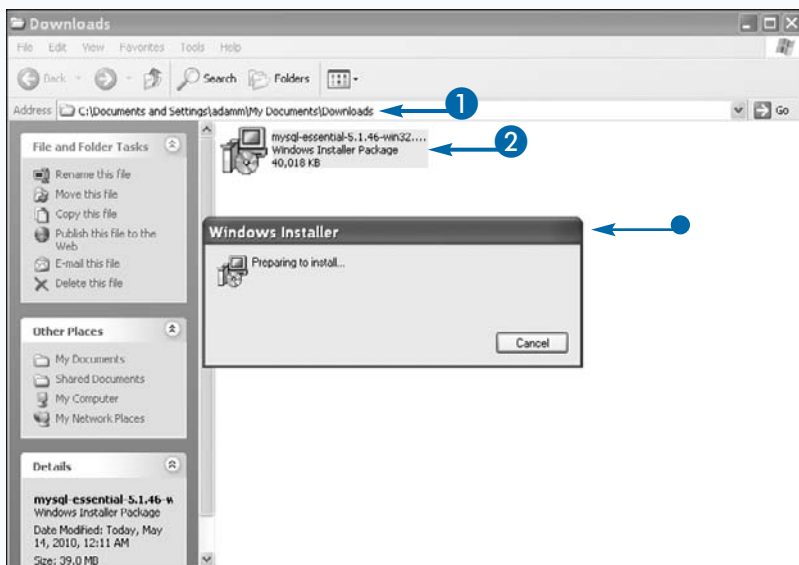 Downloads
File Edit View Favorites Tools Help
Back Search Folders
Address C:\Documents and Settings\adamm\My Documents\Downloads Go
1
File and Folder Tasks
Rename this file
Move this file
Copy this file
Publish this file to the
Web
E-mail this file
Delete this file
mysql-essential-5.1.46-win32....
Windows Installer Package
40,018 KB
2
Windows Installer
Preparing to install...
Cancel
Other Places
My Documents
Shared Documents
My Computer
My Network Places
Details
mysql-essential-5.1.46-w
Windows Installer Package
Date Modified: Today, May
14, 2010, 12:11 AM
Size: 39.0 MB